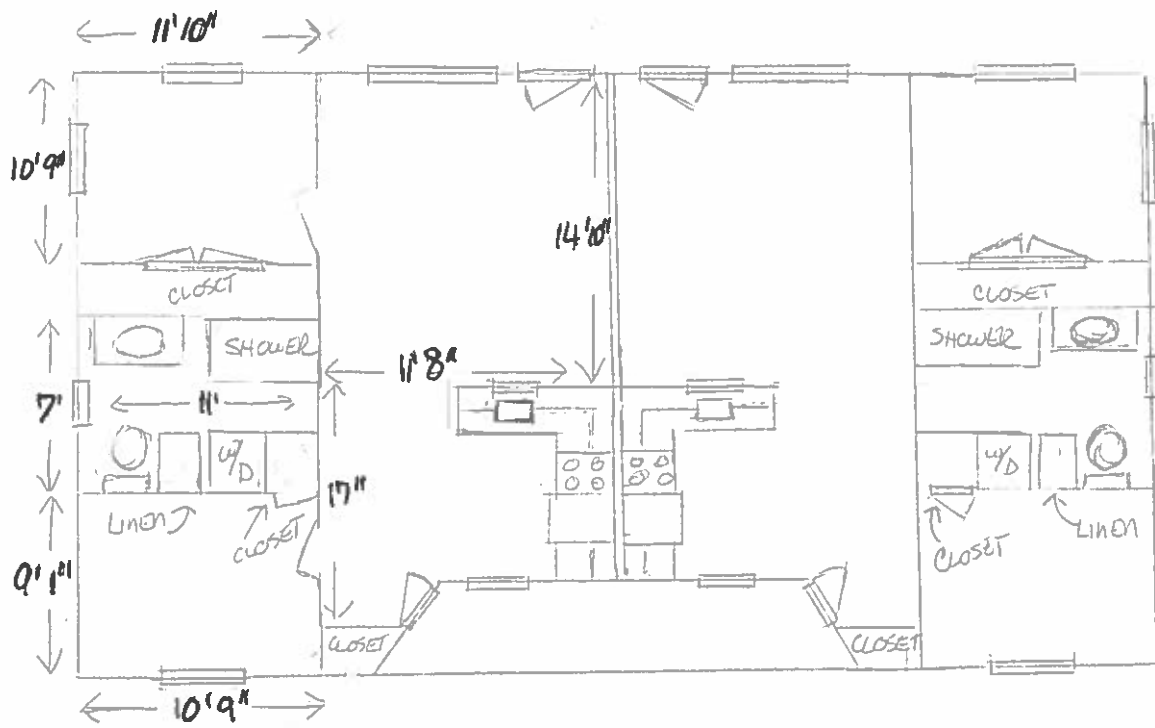 11'10"
10'9"
14'10"
CLOSET
CLOSET
SHOWER
SHOWER
11'8"
7'
11'
W/D
W/D
17"
LINEN
CLOSET
CLOSET
LINEN
9'1"
CLOSET
CLOSET
10'9"